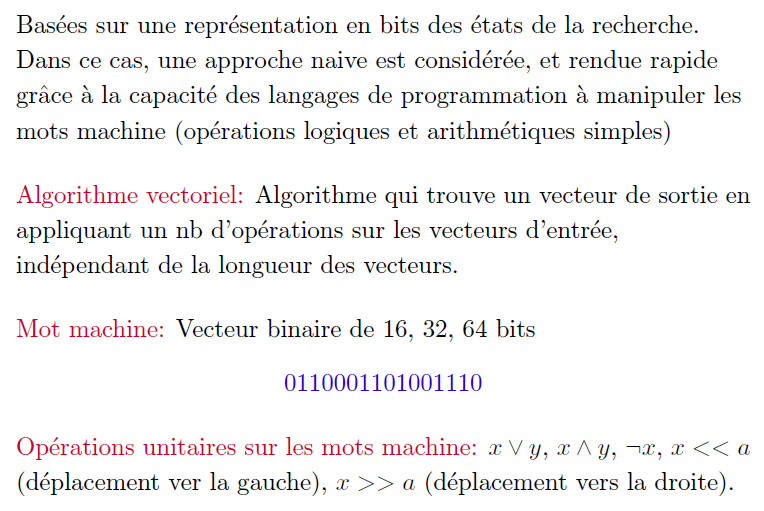 Basées sur une représentation en bits des états de la recherche.
Dans ce cas, une approche naive est considérée, et rendue rapide
grâce à la capacité des langages de programmation à manipuler les
mots machine (opérations logiques et arithmétiques simples)
Algorithme vectoriel: Algorithme qui trouve un vecteur de sortie en
appliquant un nb d'opérations sur les vecteurs d'entrée,
indépendant de la longueur des vecteurs.
Mot machine: Vecteur binaire de 16, 32, 64 bits
0110001101001110
Opérations unitaires sur les mots machine: x ∨ y, x ∧ y, ¬x, x << a
(déplacement ver la gauche), x >> a (déplacement vers la droite).